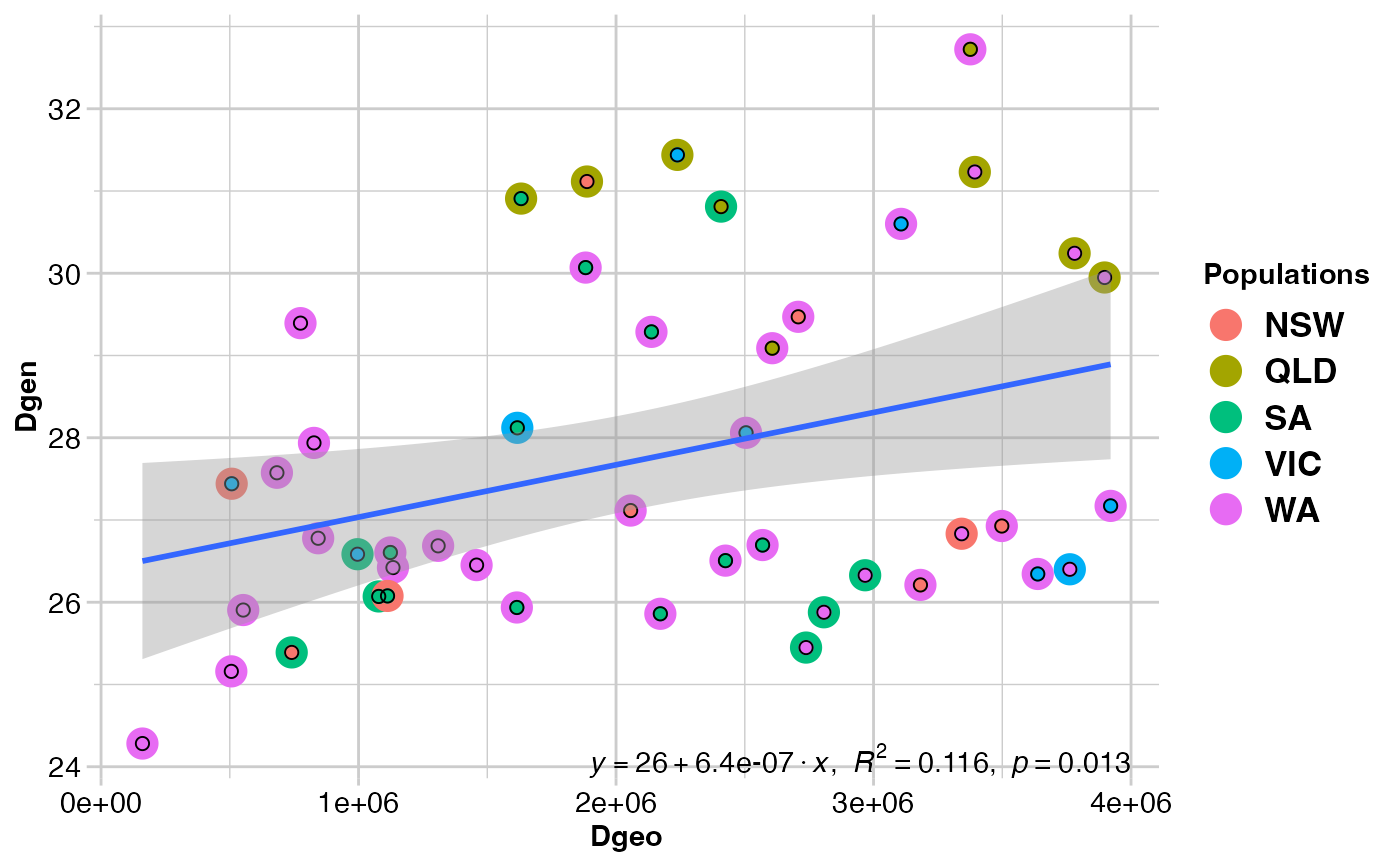 32
30
28
26
24
Dgen
y = 26 + 6.4e-07 · x, R² = 0.116, p = 0.013
0e+00 1e+06 2e+06 3e+06 4e+06
Dgeo
Populations
NSW
QLD
SA
VIC
WA